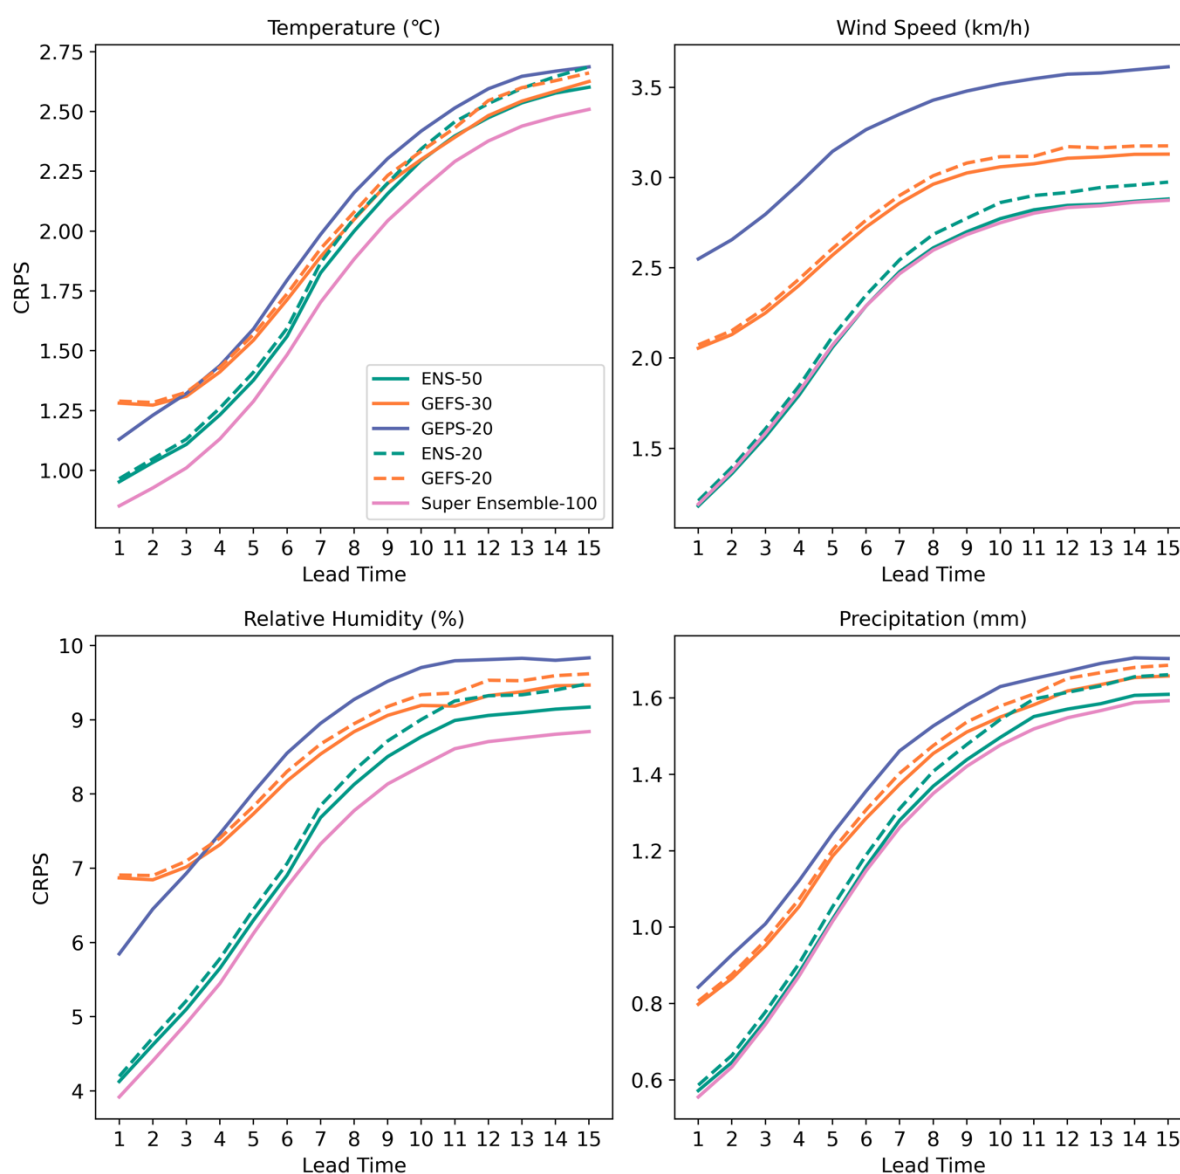 Temperature (°C)
CRPS
2.75
2.50
2.25
2.00
1.75
1.50
1.25
1.00
ENS-50
GEFS-30
GEPS-20
ENS-20
GEFS-20
Super Ensemble-100
1 2 3 4 5 6 7 8 9 10 11 12 13 14 15
Lead Time
Wind Speed (km/h)
3.5
3.0
2.5
2.0
1.5
1 2 3 4 5 6 7 8 9 10 11 12 13 14 15
Lead Time
Relative Humidity (%)
CRPS
10
9
8
7
6
5
4
1 2 3 4 5 6 7 8 9 10 11 12 13 14 15
Lead Time
Precipitation (mm)
1.6
1.4
1.2
1.0
0.8
0.6
1 2 3 4 5 6 7 8 9 10 11 12 13 14 15
Lead Time